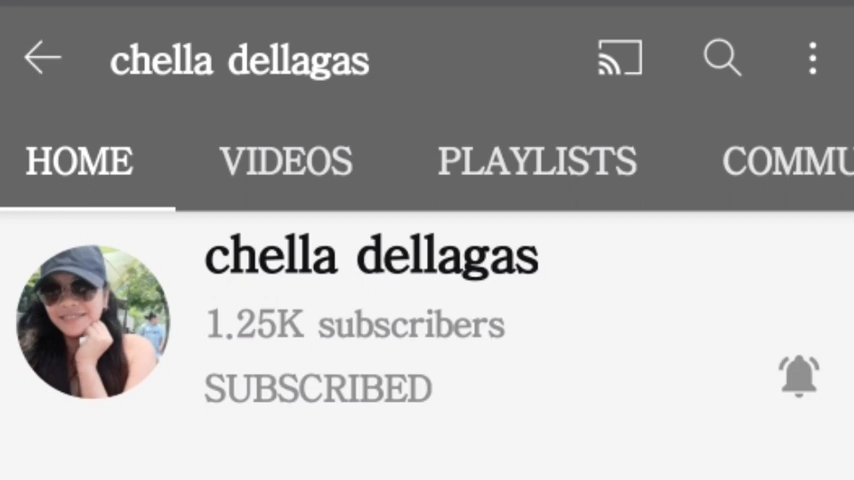 chella dellagas
HOME VIDEOS PLAYLISTS COMMU
chella dellagas
1.25K subscribers
SUBSCRIBED